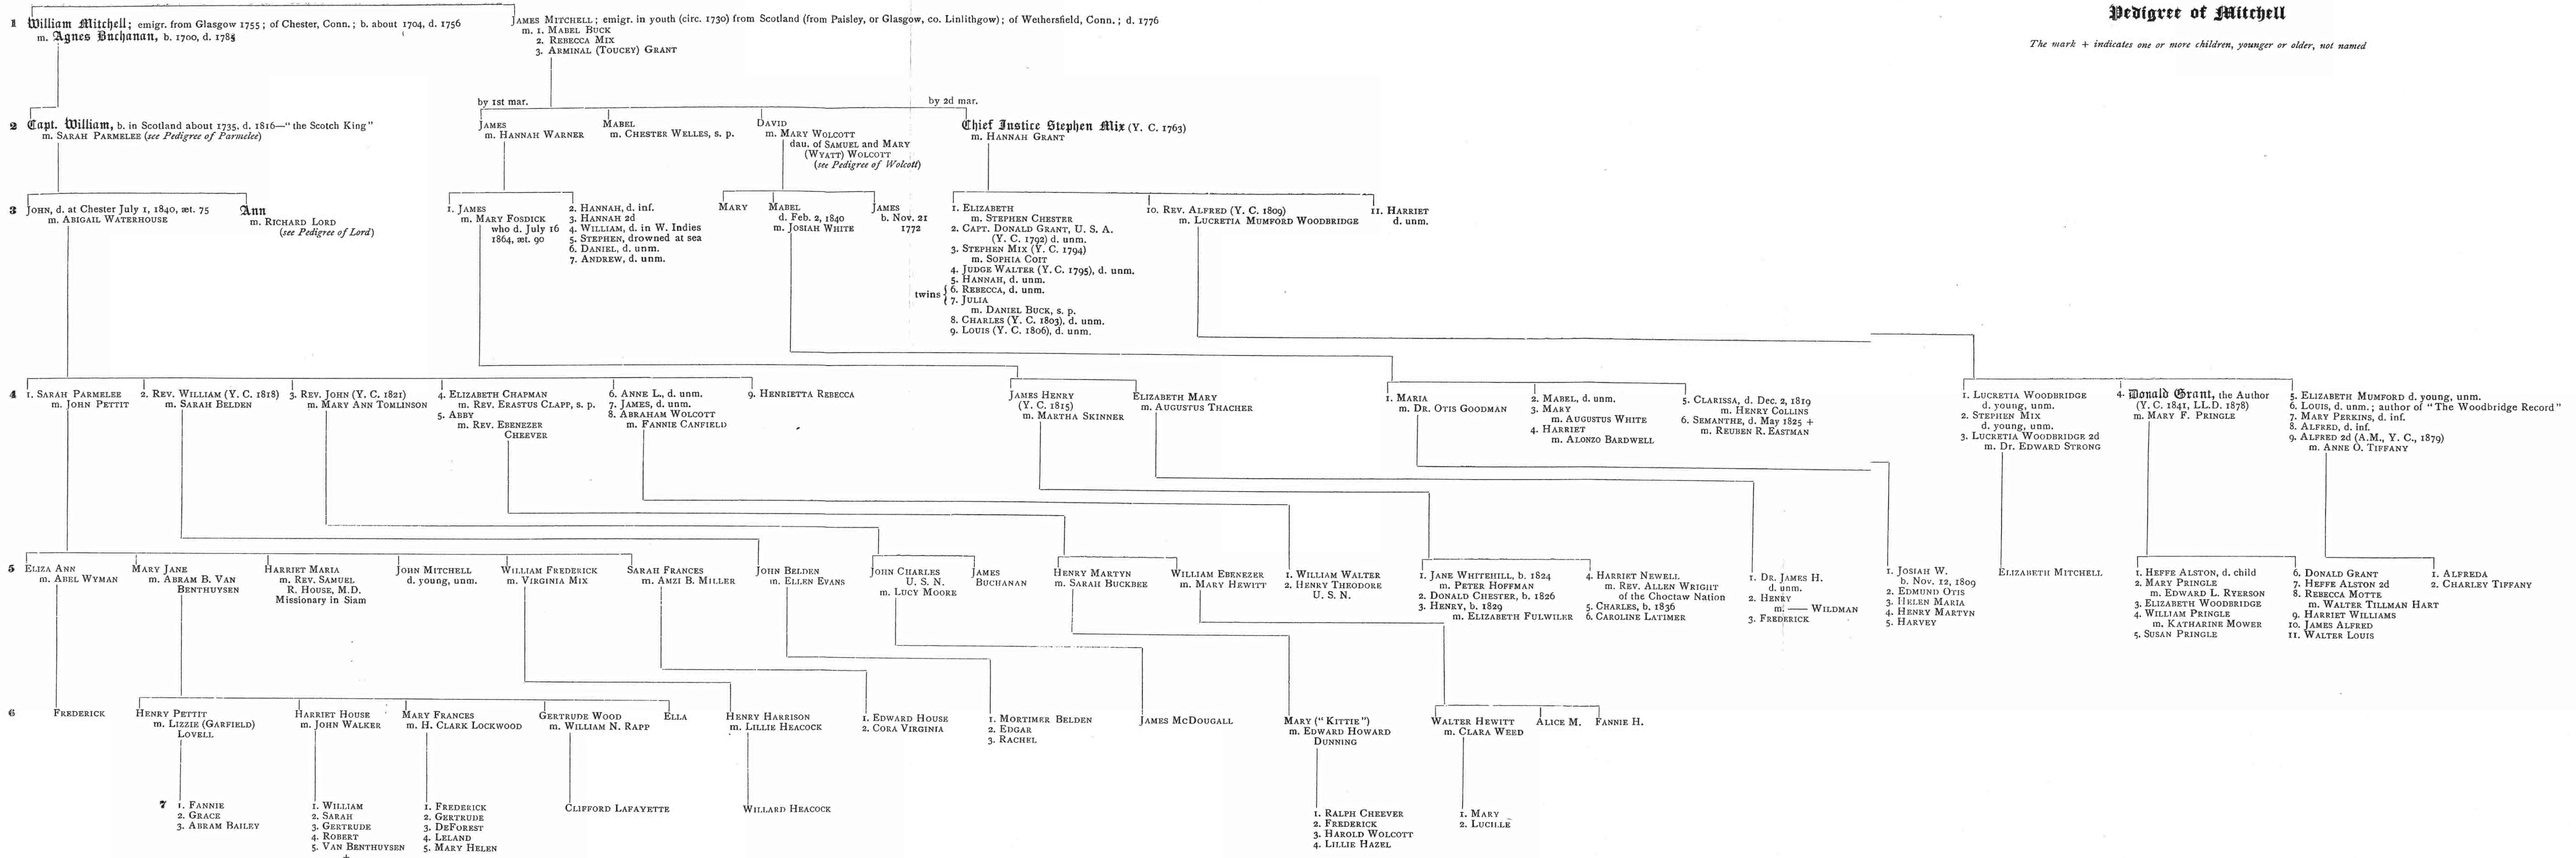 Pedigree of Mitchell
The mark + indicates one or more children, younger or older, not named
1 William Mitchell; emigr. from Glasgow 1755; of Chester, Conn.; b. about 1704, d. 1756
m. Agnes Buchanan, b. 1700, d. 1785
JAMES MITCHELL; emigr. in youth (circ. 1730) from Scotland (from Paisley, or Glasgow, co. Linlithgow); of Wethersfield, Conn.; d. 1776
m. 1. MABEL BUCK
2. REBECCA MIX
3. ARMINAL (TOUCEY) GRANT
by 1st mar.
by 2d mar.
2 Capt. William, b. in Scotland about 1735, d. 1816—"the Scotch King"
m. SARAH PARMELEE (see Pedigree of Parmelee)
JAMES
m. HANNAH WARNER
MABEL
m. CHESTER WELLES, s. p.
DAVID
m. MARY WOLCOTT
dau. of SAMUEL and MARY
(WYATT) WOLCOTT
(see Pedigree of Wolcott)
Chief Justice Stephen Mix (Y. C. 1763)
m. HANNAH GRANT
3 JOHN, d. at Chester July 1, 1840, æt. 75
m. ABIGAIL WATERHOUSE
Ann
m. RICHARD LORD
(see Pedigree of Lord)
1. JAMES
m. MARY FOSDICK
who d. July 16
1864, æt. 90
2. HANNAH, d. inf.
3. HANNAH 2d
4. WILLIAM, d. in W. Indies
5. STEPHEN, drowned at sea
6. DANIEL, d. unm.
7. ANDREW, d. unm.
MARY
MABEL
d. Feb. 2, 1840
m. JOSIAH WHITE
JAMES
b. Nov. 21
1772
1. ELIZABETH
m. STEPHEN CHESTER
2. CAPT. DONALD GRANT, U. S. A.
(Y. C. 1792) d. unm.
3. STEPHEN MIX (Y. C. 1794)
m. SOPHIA COIT
4. JUDGE WALTER (Y. C. 1795), d. unm.
5. HANNAH, d. unm.
twins { 6. REBECCA, d. unm.
7. JULIA
m. DANIEL BUCK, s. p.
8. CHARLES (Y. C. 1803), d. unm.
9. LOUIS (Y. C. 1806), d. unm.
10. REV. ALFRED (Y. C. 1809)
m. LUCRETIA MUMFORD WOODBRIDGE
11. HARRIET
d. unm.
4 1. SARAH PARMELEE
m. JOHN PETTIT
2. REV. WILLIAM (Y. C. 1818)
m. SARAH BELDEN
3. REV. JOHN (Y. C. 1821)
m. MARY ANN TOMLINSON
4. ELIZABETH CHAPMAN
m. REV. ERASTUS CLAPP, s. p.
5. ABBY
m. REV. EBENEZER
CHEEVER
6. ANNE L., d. unm.
7. JAMES, d. unm.
8. ABRAHAM WOLCOTT
m. FANNIE CANFIELD
9. HENRIETTA REBECCA
JAMES HENRY
(Y. C. 1815)
m. MARTHA SKINNER
ELIZABETH MARY
m. AUGUSTUS THACHER
1. MARIA
m. DR. OTIS GOODMAN
2. MABEL, d. unm.
3. MARY
m. AUGUSTUS WHITE
4. HARRIET
m. ALONZO BARDWELL
5. CLARISSA, d. Dec. 2, 1819
m. HENRY COLLINS
6. SEMANTHE, d. May 1825 +
m. REUBEN R. EASTMAN
1. LUCRETIA WOODBRIDGE
d. young, unm.
2. STEPHEN MIX
d. young, unm.
3. LUCRETIA WOODBRIDGE 2d
m. DR. EDWARD STRONG
4. Donald Grant, the Author
(Y. C. 1841, LL.D. 1878)
m. MARY F. PRINGLE
5. ELIZABETH MUMFORD d. young, unm.
6. LOUIS, d. unm.; author of "The Woodbridge Record"
7. MARY PERKINS, d. inf.
8. ALFRED, d. inf.
9. ALFRED 2d (A.M., Y. C., 1879)
m. ANNE O. TIFFANY
5 ELIZA ANN
m. ABEL WYMAN
MARY JANE
m. ABRAM B. VAN
BENTHUYSEN
HARRIET MARIA
m. REV. SAMUEL
R. HOUSE, M.D.
Missionary in Siam
JOHN MITCHELL
d. young, unm.
WILLIAM FREDERICK
m. VIRGINIA MIX
SARAH FRANCES
m. AMZI B. MILLER
JOHN BELDEN
m. ELLEN EVANS
JOHN CHARLES
U. S. N.
m. LUCY MOORE
JAMES
BUCHANAN
HENRY MARTYN
m. SARAH BUCKBEE
WILLIAM EBENEZER
m. MARY HEWITT
1. WILLIAM WALTER
2. HENRY THEODORE
U. S. N.
1. JANE WHITEHILL, b. 1824
m. PETER HOFFMAN
2. DONALD CHESTER, b. 1826
3. HENRY, b. 1829
m. ELIZABETH FULWILER
4. HARRIET NEWELL
m. REV. ALLEN WRIGHT
of the Choctaw Nation
5. CHARLES, b. 1836
6. CAROLINE LATIMER
1. DR. JAMES H.
d. unm.
2. HENRY
m. —— WILDMAN
3. FREDERICK
1. JOSIAH W.
b. Nov. 12, 1809
2. EDMUND OTIS
3. HELEN MARIA
4. HENRY MARTYN
5. HARVEY
ELIZABETH MITCHELL
1. HEFFE ALSTON, d. child
2. MARY PRINGLE
m. EDWARD L. RYERSON
3. ELIZABETH WOODBRIDGE
4. WILLIAM PRINGLE
m. KATHARINE MOWER
5. SUSAN PRINGLE
6. DONALD GRANT
7. HEFFE ALSTON 2d
8. REBECCA MOTTE
m. WALTER TILLMAN HART
9. HARRIET WILLIAMS
10. JAMES ALFRED
11. WALTER LOUIS
1. ALFREDA
2. CHARLEY TIFFANY
6 FREDERICK
HENRY PETTIT
m. LIZZIE (GARFIELD)
LOVELL
HARRIET HOUSE
m. JOHN WALKER
MARY FRANCES
m. H. CLARK LOCKWOOD
GERTRUDE WOOD
m. WILLIAM N. RAPP
ELLA
HENRY HARRISON
m. LILLIE HEACOCK
1. EDWARD HOUSE
2. CORA VIRGINIA
1. MORTIMER BELDEN
2. EDGAR
3. RACHEL
JAMES MCDOUGALL
MARY ("KITTIE")
m. EDWARD HOWARD
DUNNING
WALTER HEWITT
m. CLARA WEED
ALICE M.
FANNIE H.
7 1. FANNIE
2. GRACE
3. ABRAM BAILEY
1. WILLIAM
2. SARAH
3. GERTRUDE
4. ROBERT
5. VAN BENTHUYSEN
+
1. FREDERICK
2. GERTRUDE
3. DEFOREST
4. LELAND
5. MARY HELEN
CLIFFORD LAFAYETTE
WILLARD HEACOCK
1. RALPH CHEEVER
2. FREDERICK
3. HAROLD WOLCOTT
4. LILLIE HAZEL
1. MARY
2. LUCILLE